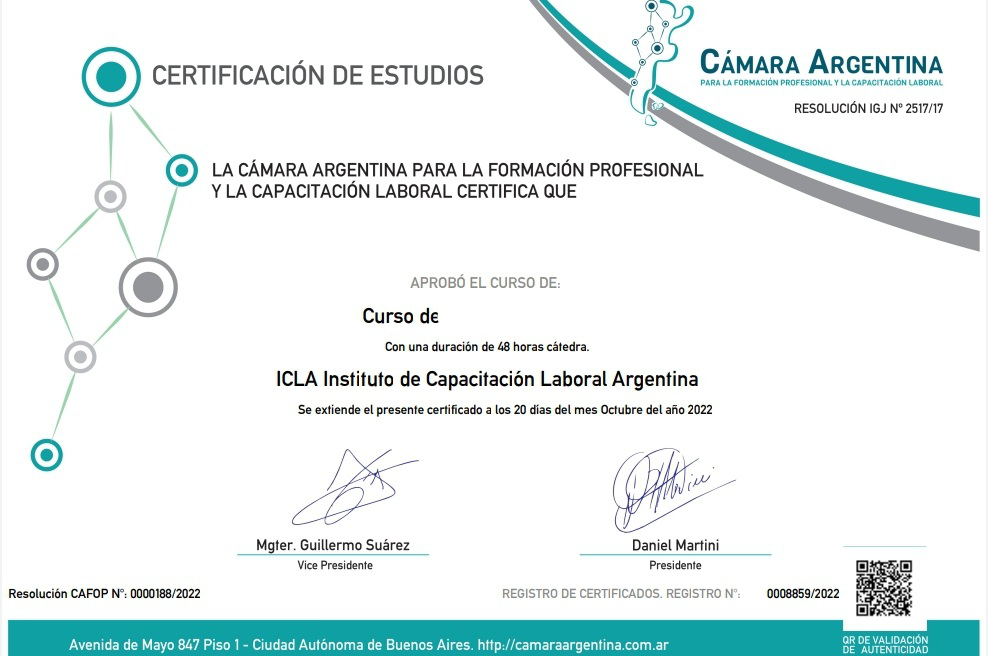 CERTIFICACIÓN DE ESTUDIOS
CÁMARA ARGENTINA
PARA LA FORMACIÓN PROFESIONAL Y LA CAPACITACIÓN LABORAL
RESOLUCIÓN IGJ Nº 2517/17
LA CÁMARA ARGENTINA PARA LA FORMACIÓN PROFESIONAL
Y LA CAPACITACIÓN LABORAL CERTIFICA QUE
APROBÓ EL CURSO DE:
Curso de
Con una duración de 48 horas cátedra.
ICLA Instituto de Capacitación Laboral Argentina
Se extiende el presente certificado a los 20 días del mes Octubre del año 2022
Mgter. Guillermo Suárez
Vice Presidente
Daniel Martini
Presidente
Resolución CAFOP N°: 0000188/2022
REGISTRO DE CERTIFICADOS. REGISTRO N°: 0008859/2022
Avenida de Mayo 847 Piso 1 - Ciudad Autónoma de Buenos Aires. http://camaraargentina.com.ar
QR DE VALIDACIÓN
DE AUTENTICIDAD